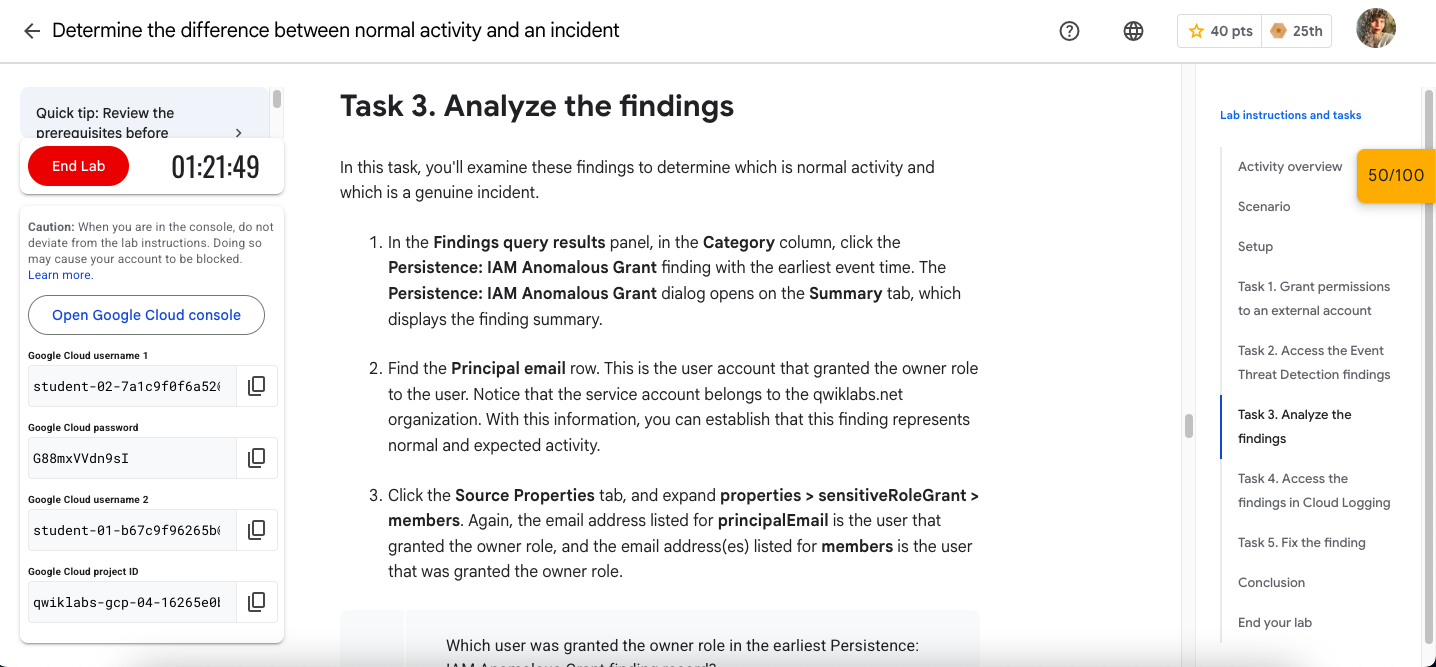 Determine the difference between normal activity and an incident
40 pts
25th
Quick tip: Review the
prerequisites before
End Lab
01:21:49
Caution: When you are in the console, do not
deviate from the lab instructions. Doing so
may cause your account to be blocked.
Learn more.
Open Google Cloud console
Google Cloud username 1
student-02-7a1c9f0f6a52
Google Cloud password
G88mxVVdn9sI
Google Cloud username 2
student-01-b67c9f96265b
Google Cloud project ID
qwiklabs-gcp-04-16265e0
Task 3. Analyze the findings
In this task, you'll examine these findings to determine which is normal activity and
which is a genuine incident.
1. In the Findings query results panel, in the Category column, click the
Persistence: IAM Anomalous Grant finding with the earliest event time. The
Persistence: IAM Anomalous Grant dialog opens on the Summary tab, which
displays the finding summary.
2. Find the Principal email row. This is the user account that granted the owner role
to the user. Notice that the service account belongs to the qwiklabs.net
organization. With this information, you can establish that this finding represents
normal and expected activity.
3. Click the Source Properties tab, and expand properties > sensitiveRoleGrant >
members. Again, the email address listed for principalEmail is the user that
granted the owner role, and the email address(es) listed for members is the user
that was granted the owner role.
Which user was granted the owner role in the earliest Persistence:
IAM Anomalous Grant finding record?
Lab instructions and tasks
Activity overview
50/100
Scenario
Setup
Task 1. Grant permissions
to an external account
Task 2. Access the Event
Threat Detection findings
Task 3. Analyze the
findings
Task 4. Access the
findings in Cloud Logging
Task 5. Fix the finding
Conclusion
End your lab